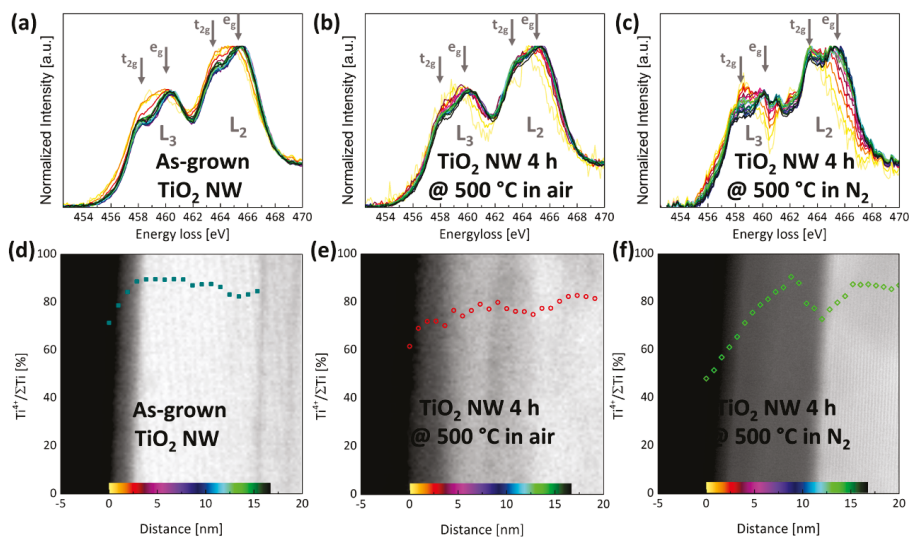 (a)
t2g
eg
t2g
eg
L3
L2
As-grown
TiO2 NW
Normalized Intensity [a.u.]
454 456 458 460 462 464 466 468 470
Energy loss [eV]
(b)
t2g
eg
t2g
eg
L3
L2
TiO2 NW 4 h
@ 500 °C in air
Normalized Intensity [a.u.]
454 456 458 460 462 464 466 468 470
Energyloss [eV]
(c)
t2g
eg
t2g
eg
L3
L2
TiO2 NW 4 h
@ 500 °C in N2
Normalized Intensity [a.u.]
454 456 458 460 462 464 466 468 470
Energy loss [eV]
(d)
100
80
60
40
20
0
Ti4+/ΣTi [%]
As-grown
TiO2 NW
-5 0 5 10 15 20
Distance [nm]
(e)
100
80
60
40
20
0
Ti4+/ΣTi [%]
TiO2 NW 4 h
@ 500 °C in air
-5 0 5 10 15 20
Distance [nm]
(f)
100
80
60
40
20
0
Ti4+/ΣTi [%]
TiO2 NW 4 h
@ 500 °C in N2
-5 0 5 10 15 20
Distance [nm]